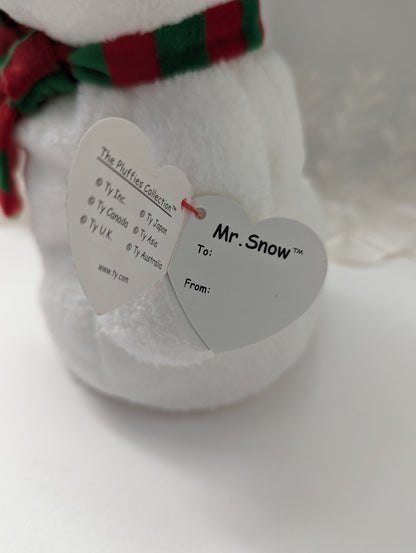 The Pluffies Collection™
© Ty Inc.
© Ty Canada
© Ty U.K.
© Ty Japan
© Ty Asia
© Ty Australia
www.ty.com
Mr. Snow™
To:
From: